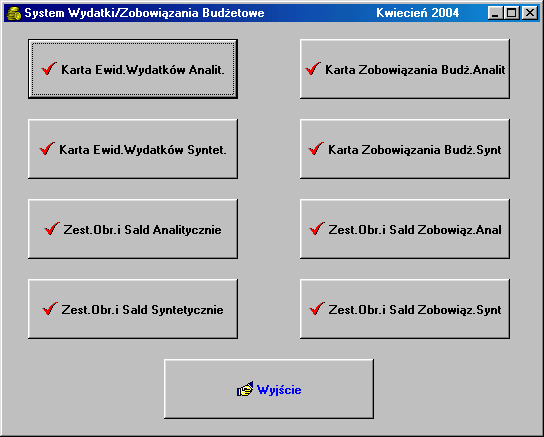 System Wydatki/Zobowiązania Budżetowe Kwiecień 2004
Karta Ewid.Wydatków Analit.
Karta Zobowiązania Budż.Analit
Karta Ewid.Wydatków Syntet.
Karta Zobowiązania Budż.Synt
Zest.Obr.i Sald Analitycznie
Zest.Obr.i Sald Zobowiąz.Anal
Zest.Obr.i Sald Syntetycznie
Zest.Obr.i Sald Zobowiąz.Synt
Wyjście